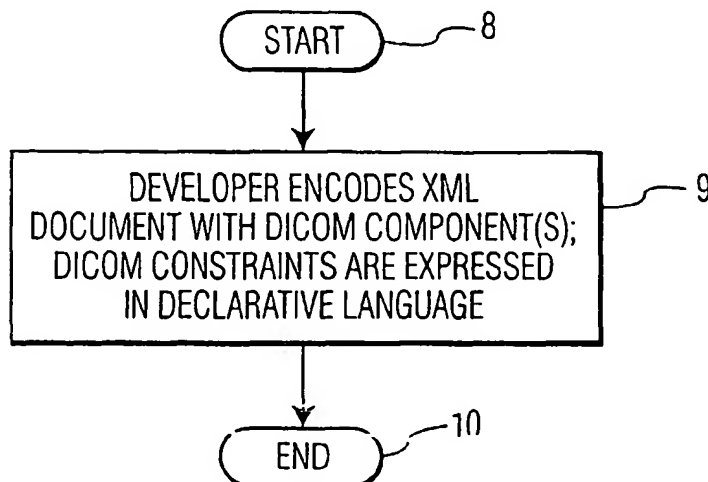 START
8
DEVELOPER ENCODES XML
DOCUMENT WITH DICOM COMPONENT(S);
DICOM CONSTRAINTS ARE EXPRESSED
IN DECLARATIVE LANGUAGE
9
END
10